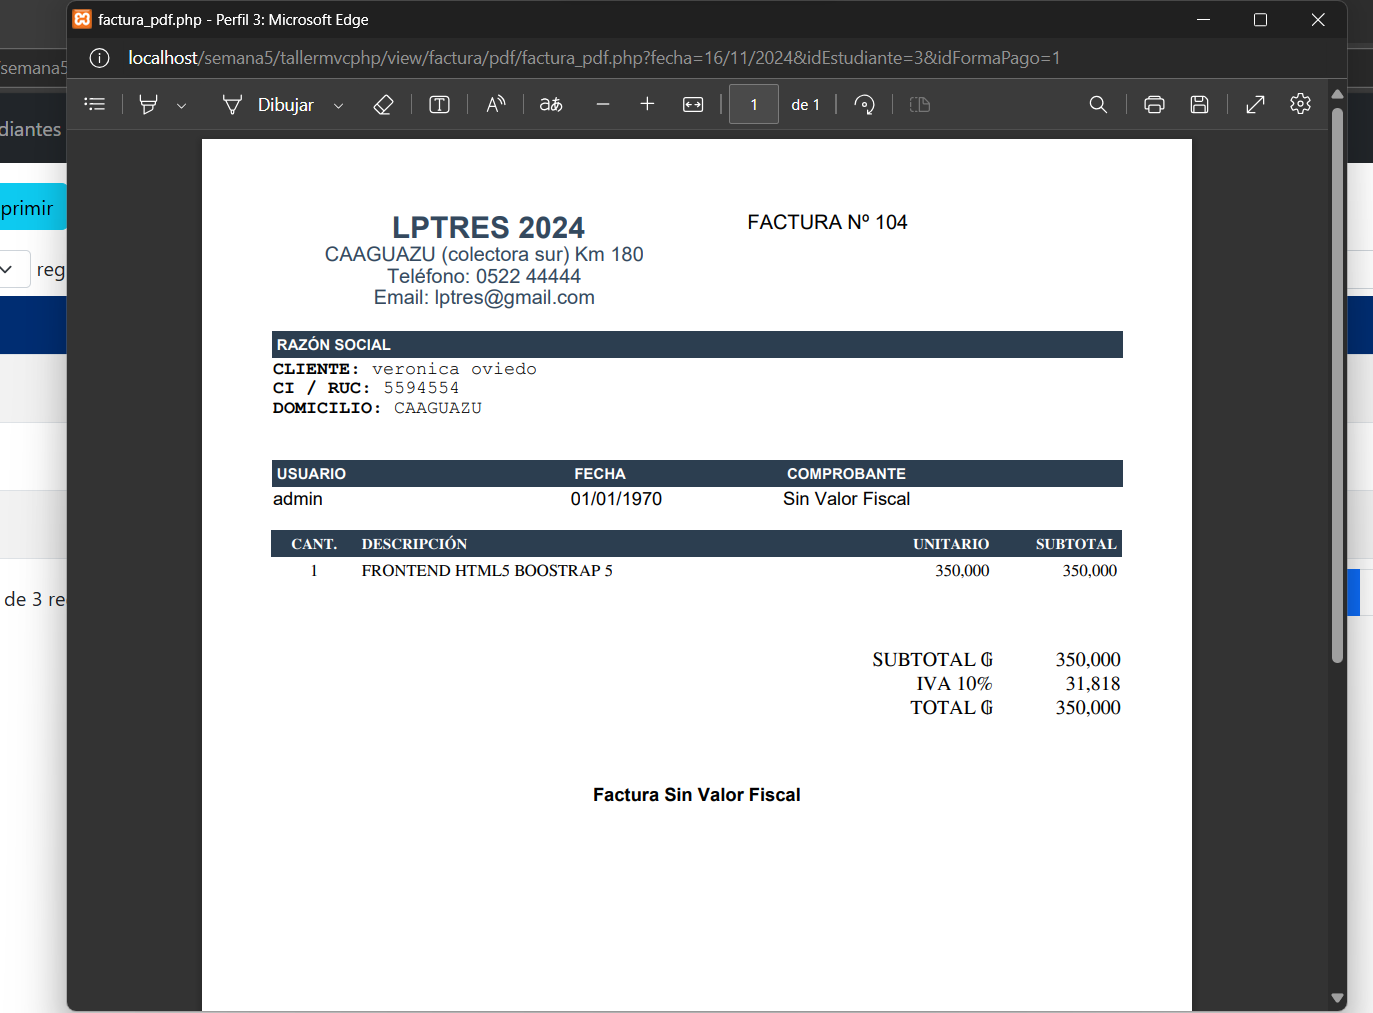 factura_pdf.php - Perfil 3: Microsoft Edge
localhost/semana5/tallermvcphp/view/factura/pdf/factura_pdf.php?fecha=16/11/2024&idEstudiante=3&idFormaPago=1
/semana5
Dibujar
aあ
1 de 1
diantes
primir
reg
de 3 re
LPTRES 2024
FACTURA Nº 104
CAAGUAZU (colectora sur) Km 180
Teléfono: 0522 44444
Email: lptres@gmail.com
RAZÓN SOCIAL
CLIENTE: veronica oviedo
CI / RUC: 5594554
DOMICILIO: CAAGUAZU
USUARIO FECHA COMPROBANTE
admin 01/01/1970 Sin Valor Fiscal
CANT. DESCRIPCIÓN UNITARIO SUBTOTAL
1 FRONTEND HTML5 BOOSTRAP 5 350,000 350,000
SUBTOTAL ₲ 350,000
IVA 10% 31,818
TOTAL ₲ 350,000
Factura Sin Valor Fiscal